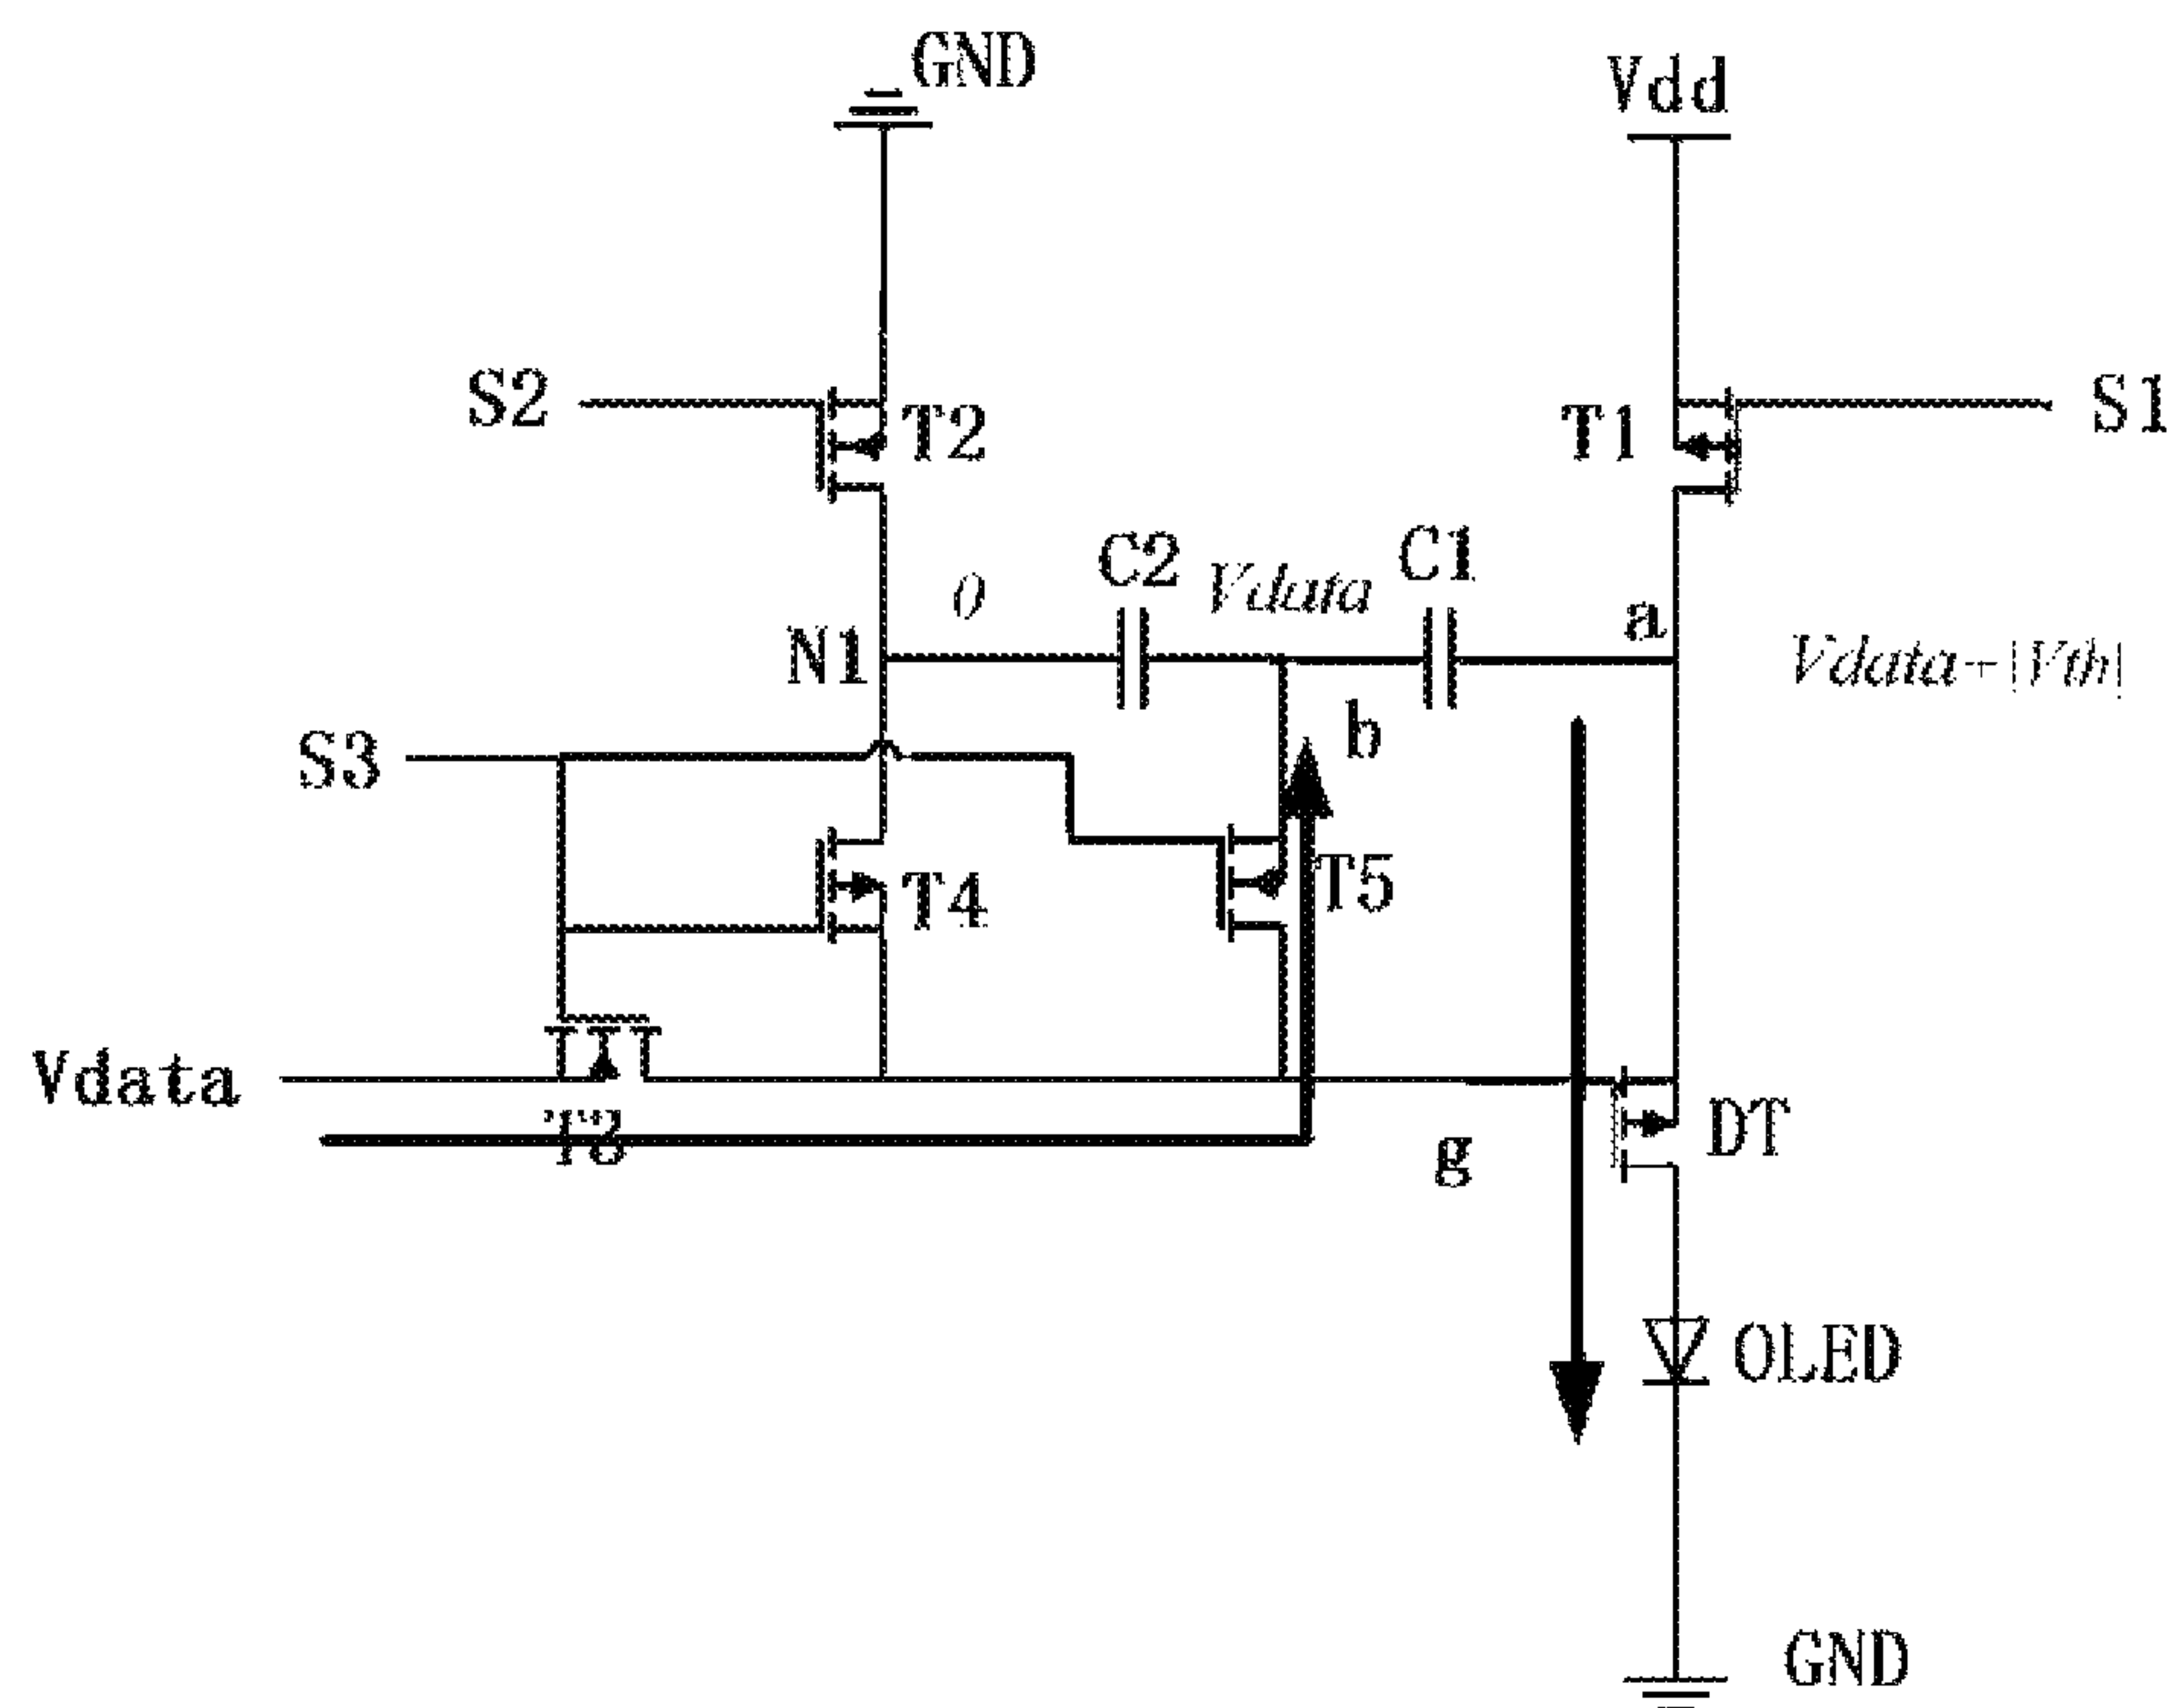 GND
Vdd
S2
T2
T1
S1
0
C2
Vdata
C1
N1
a
Vdata+|Vth|
b
S3
T4
T5
Vdata
T3
g
DT
OLED
GND